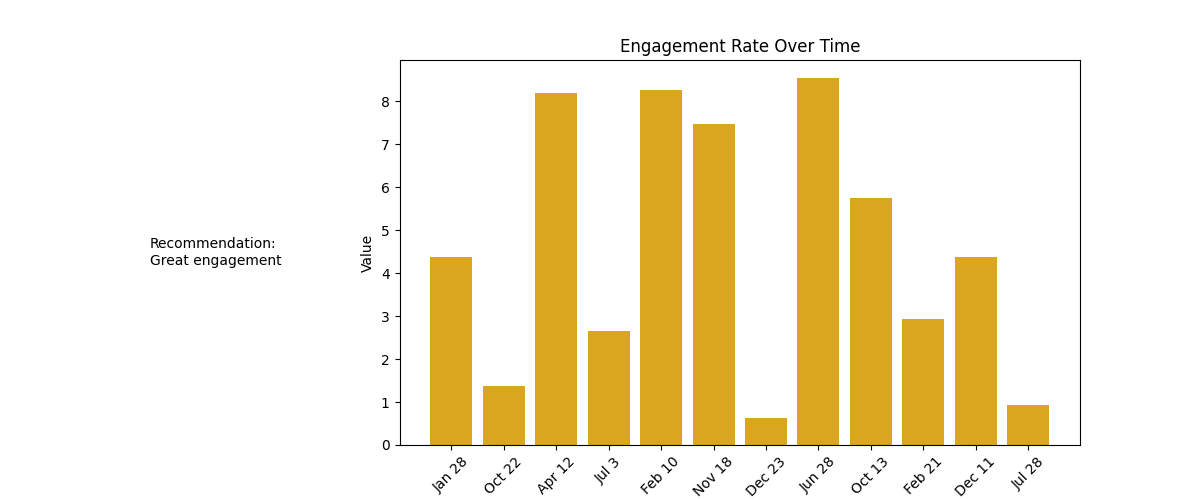 Engagement Rate Over Time
Recommendation:
Great engagement
Value
8
7
6
5
4
3
2
1
0
Jan 28
Oct 22
Apr 12
Jul 3
Feb 10
Nov 18
Dec 23
Jun 28
Oct 13
Feb 21
Dec 11
Jul 28